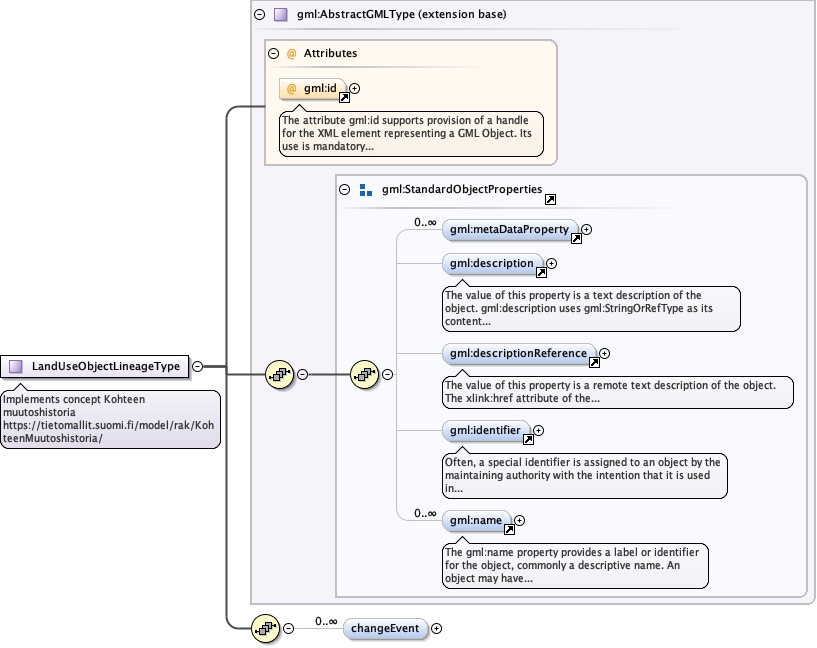 gml:AbstractGMLType (extension base)
@ Attributes
@ gml:id
The attribute gml:id supports provision of a handle
for the XML element representing a GML Object. Its
use is mandatory...
gml:StandardObjectProperties
0..∞
gml:metaDataProperty
gml:description
The value of this property is a text description of the
object. gml:description uses gml:StringOrRefType as its
content...
gml:descriptionReference
The value of this property is a remote text description of the object.
The xlink:href attribute of the...
gml:identifier
Often, a special identifier is assigned to an object by the
maintaining authority with the intention that it is used
in...
0..∞
gml:name
The gml:name property provides a label or identifier
for the object, commonly a descriptive name. An
object may have...
LandUseObjectLineageType
Implements concept Kohteen
muutoshistoria
https://tietomallit.suomi.fi/model/rak/Koh
teenMuutoshistoria/
0..∞
changeEvent